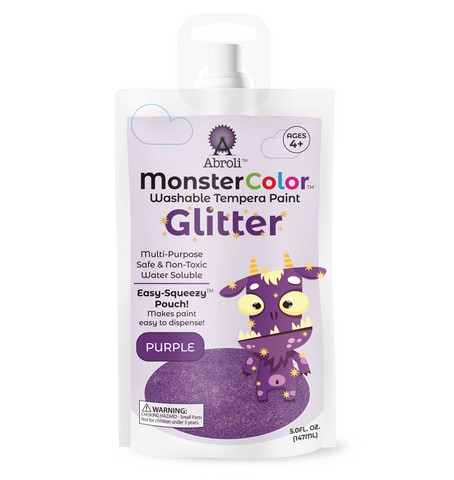 AGES
4+
Abroli™
MonsterColor™
Washable Tempera Paint
Glitter
Multi-Purpose
Safe & Non-Toxic
Water Soluble
Easy-Squeezy™
Pouch!
Makes paint
easy to dispense!
PURPLE
WARNING:
CHOKING HAZARD - Small Parts
Not for children under 3 years.
5.0FL. OZ.
(147ML)